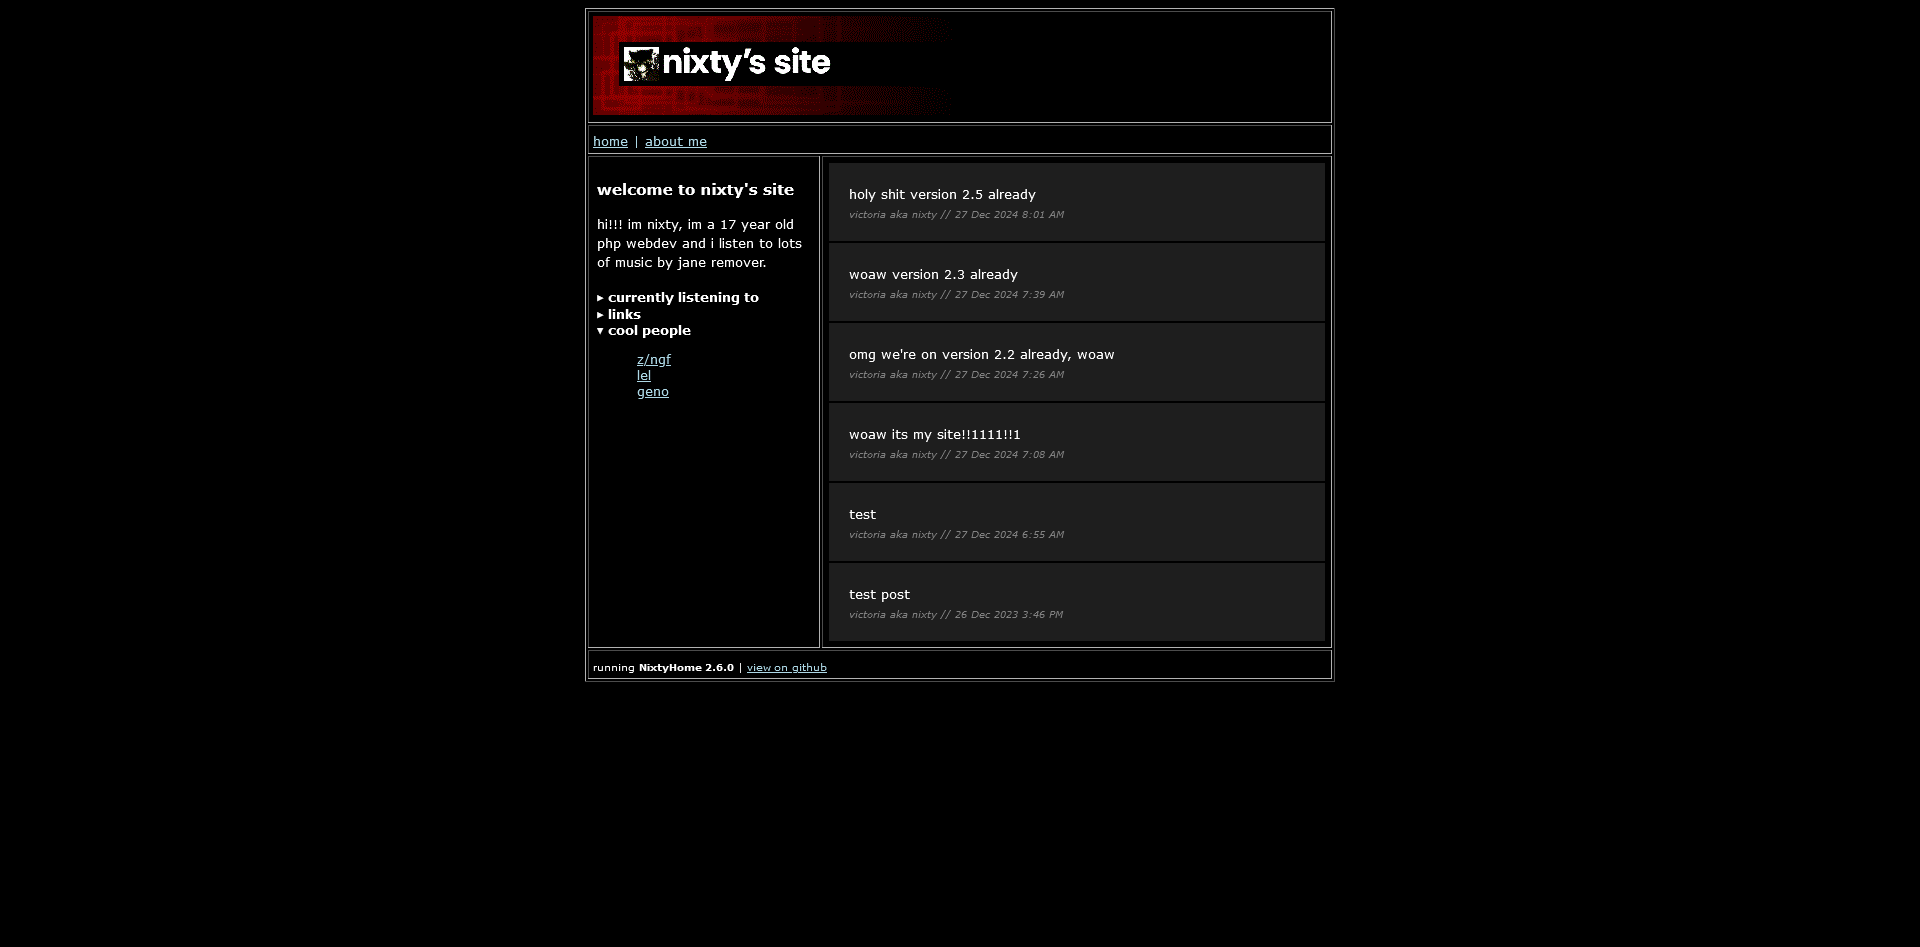 nixty's site
home | about me
welcome to nixty's site
hi!!! im nixty, im a 17 year old
php webdev and i listen to lots
of music by jane remover.
▸ currently listening to
▸ links
▾ cool people
z/ngf
lel
geno
holy shit version 2.5 already
victoria aka nixty // 27 Dec 2024 8:01 AM
woaw version 2.3 already
victoria aka nixty // 27 Dec 2024 7:39 AM
omg we're on version 2.2 already, woaw
victoria aka nixty // 27 Dec 2024 7:26 AM
woaw its my site!!1111!!1
victoria aka nixty // 27 Dec 2024 7:08 AM
test
victoria aka nixty // 27 Dec 2024 6:55 AM
test post
victoria aka nixty // 26 Dec 2023 3:46 PM
running NixtyHome 2.6.0 | view on github